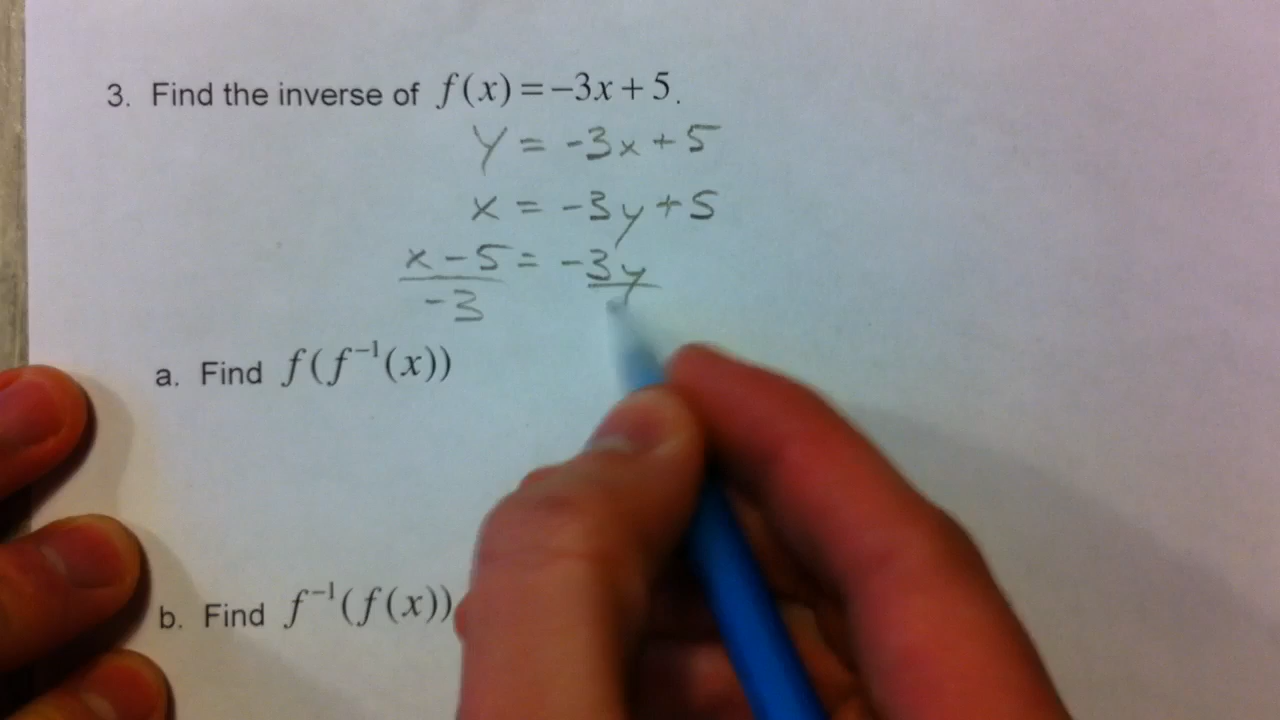 3. Find the inverse of f(x)=−3x+5.
y = -3x+5
x = -3y+5
x-5 = -3y
-3
a. Find f(f⁻¹(x))
b. Find f⁻¹(f(x))